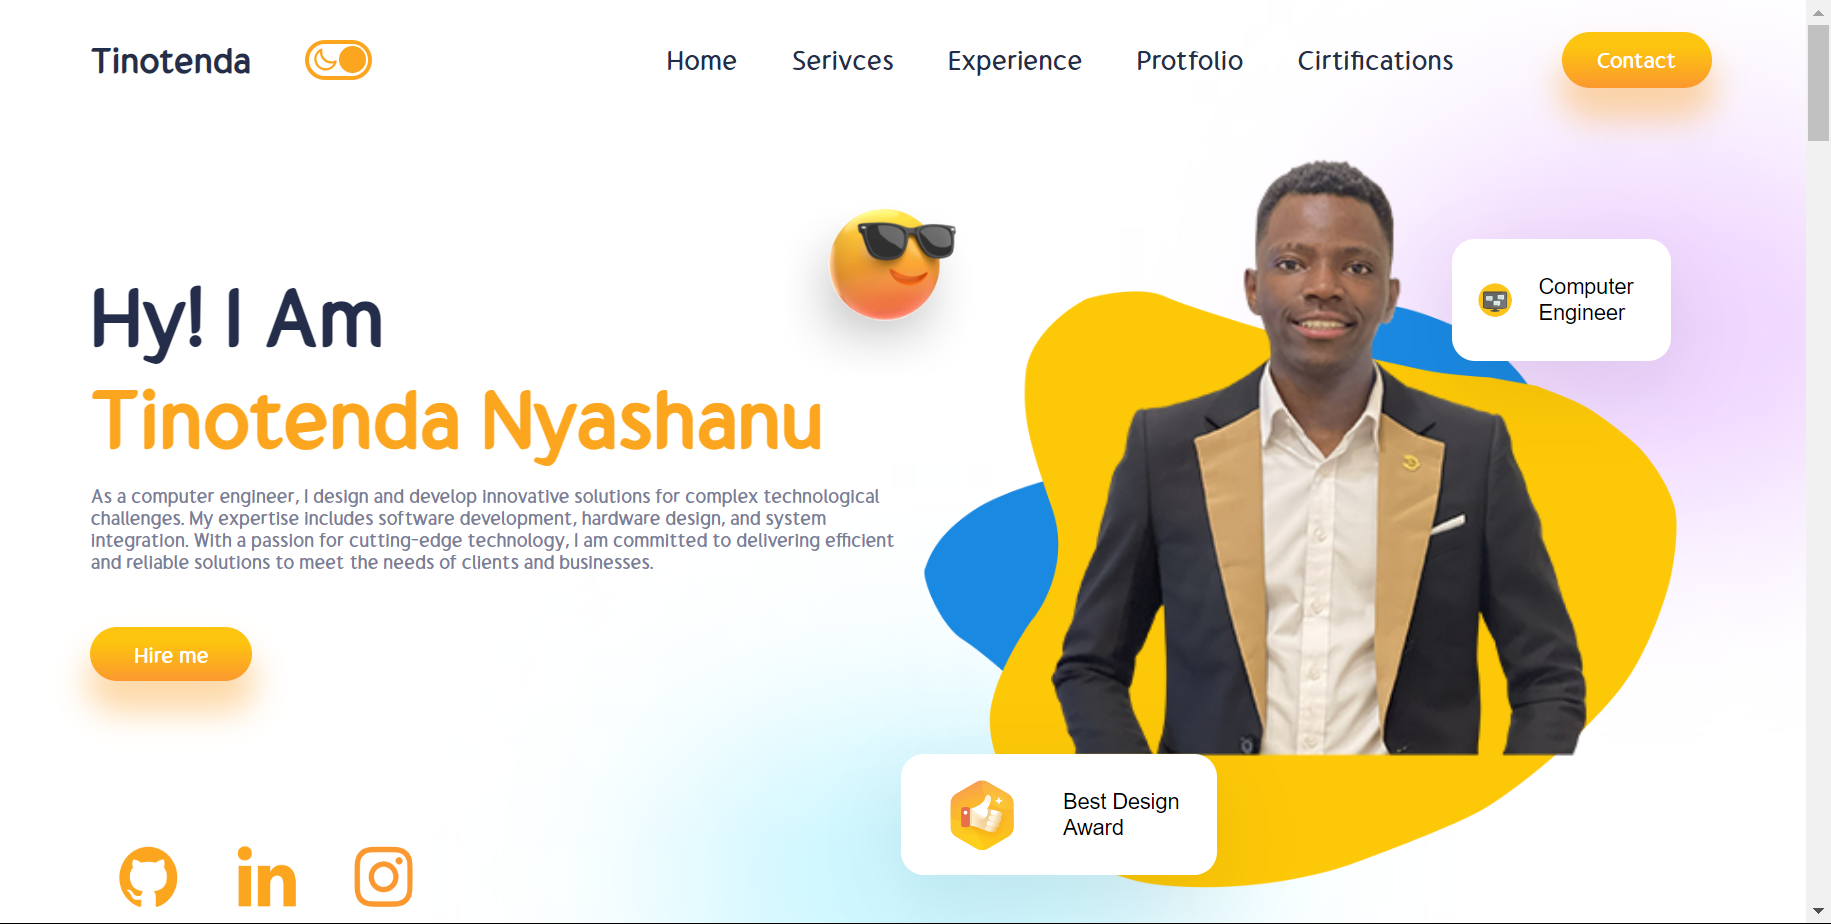 Tinotenda
Home Serivces Experience Protfolio Cirtifications
Contact
Hy! I Am
Tinotenda Nyashanu
As a computer engineer, I design and develop innovative solutions for complex technological
challenges. My expertise includes software development, hardware design, and system
integration. With a passion for cutting-edge technology, I am committed to delivering efficient
and reliable solutions to meet the needs of clients and businesses.
Hire me
Computer
Engineer
Best Design
Award
in